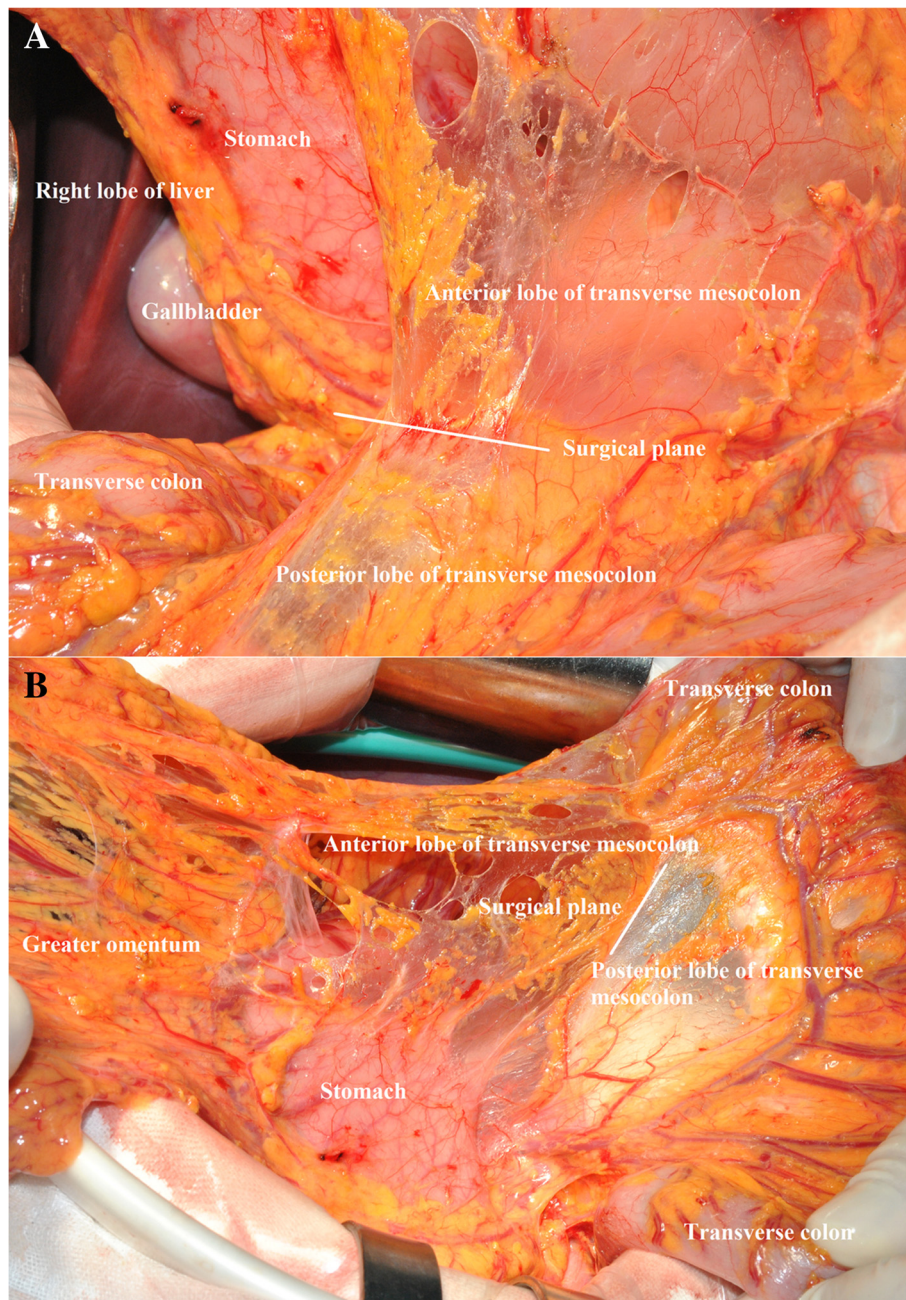 A
Stomach
Right lobe of liver
Gallbladder
Anterior lobe of transverse mesocolon
Surgical plane
Transverse colon
Posterior lobe of transverse mesocolon
B
Transverse colon
Anterior lobe of transverse mesocolon
Surgical plane
Greater omentum
Posterior lobe of transverse
mesocolon
Stomach
Transverse colon